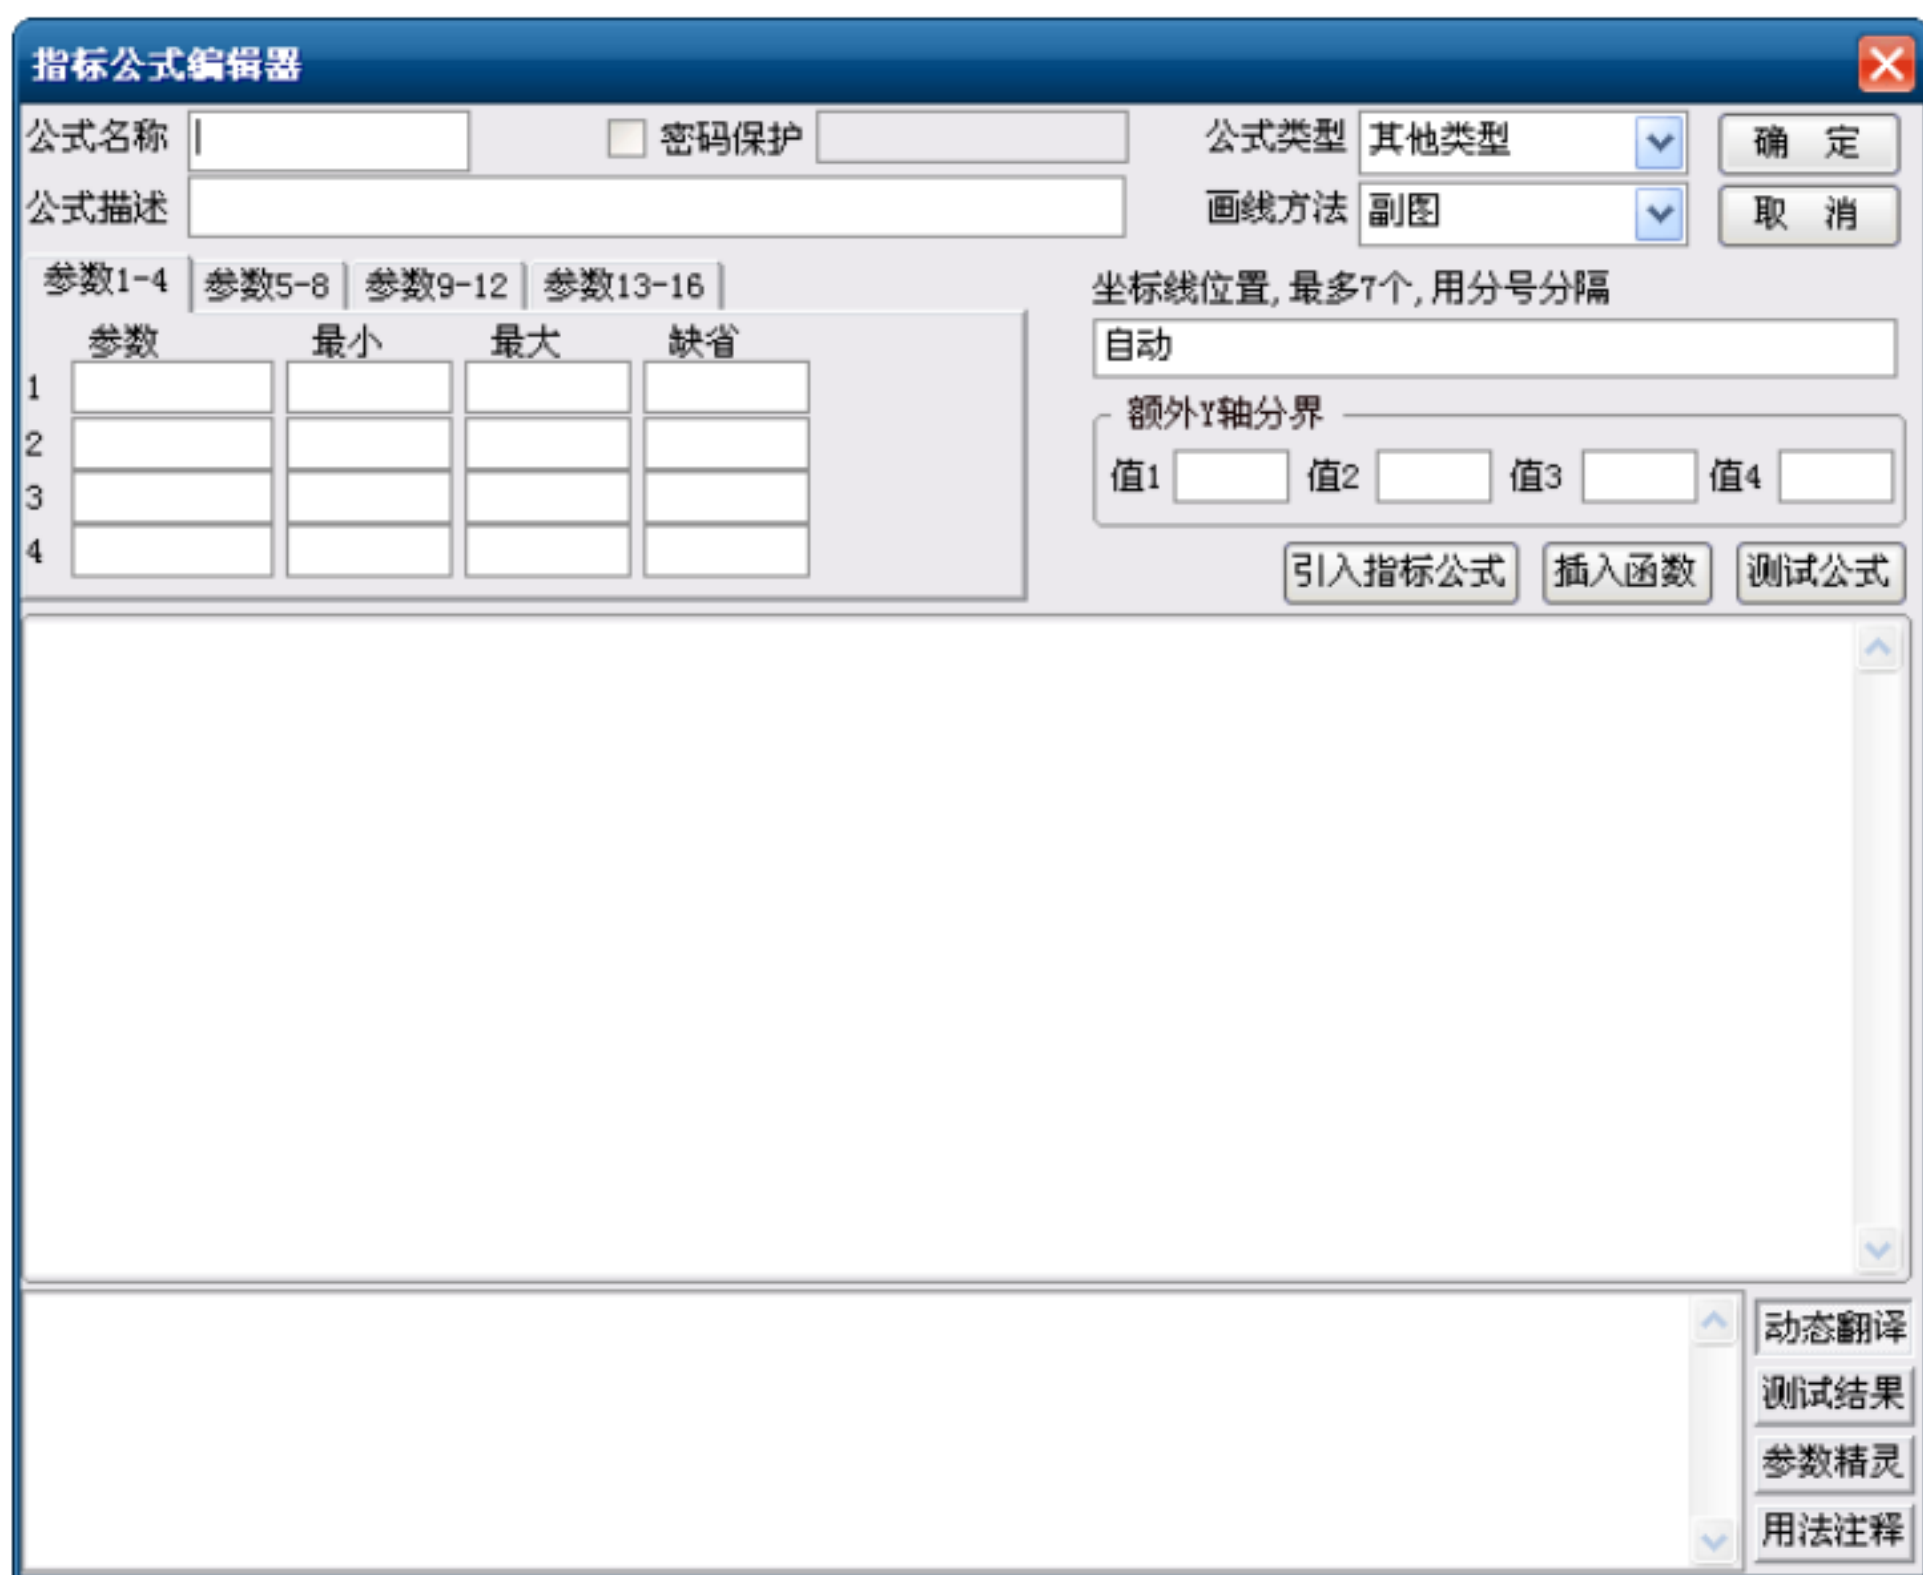 指标公式编辑器
公式名称 密码保护 公式类型 其他类型 确 定
公式描述 画线方法 副图 取 消
参数1-4 参数5-8 参数9-12 参数13-16
坐标线位置,最多7个,用分号分隔
参数 最小 最大 缺省
自动
1
额外Y轴分界
2
值1 值2 值3 值4
3
4
引入指标公式 插入函数 测试公式
动态翻译
测试结果
参数精灵
用法注释